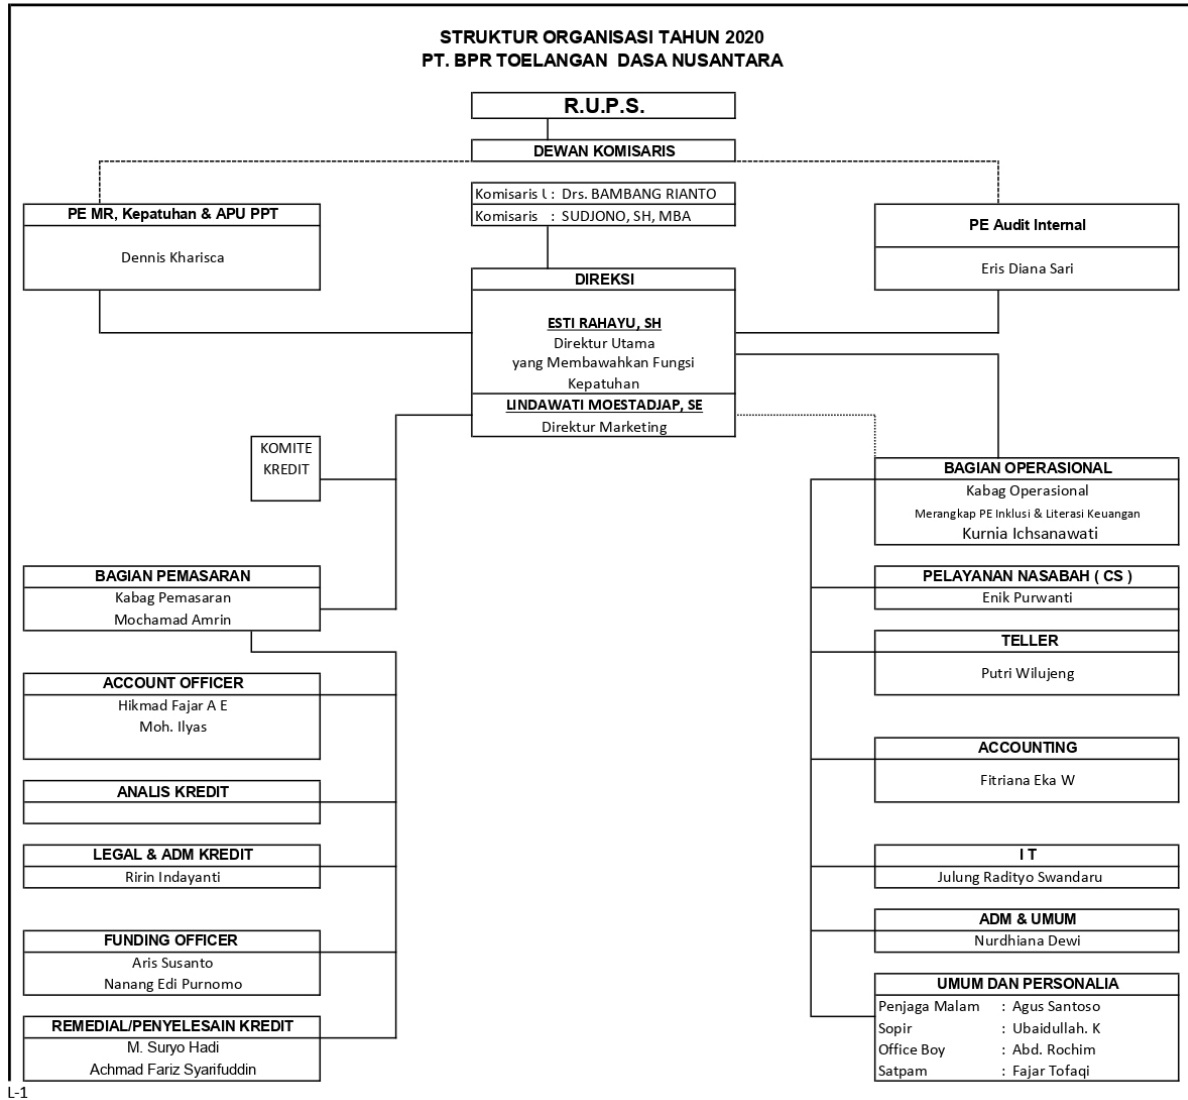 STRUKTUR ORGANISASI TAHUN 2020
PT. BPR TOELANGAN DASA NUSANTARA
R.U.P.S.
DEWAN KOMISARIS
Komisaris U : Drs. BAMBANG RIANTO
Komisaris : SUDJONO, SH, MBA
PE MR, Kepatuhan & APU PPT
Dennis Kharisca
PE Audit Internal
Eris Diana Sari
DIREKSI
ESTI RAHAYU, SH
Direktur Utama
yang Membawahkan Fungsi
Kepatuhan
LINDAWATI MOESTADJAP, SE
Direktur Marketing
KOMITE
KREDIT
BAGIAN OPERASIONAL
Kabag Operasional
Merangkap PE Inklusi & Literasi Keuangan
Kurnia Ichsanawati
BAGIAN PEMASARAN
Kabag Pemasaran
Mochamad Amrin
ACCOUNT OFFICER
Hikmad Fajar A E
Moh. Ilyas
ANALIS KREDIT
LEGAL & ADM KREDIT
Ririn Indayanti
FUNDING OFFICER
Aris Susanto
Nanang Edi Purnomo
REMEDIAL/PENYELESAIN KREDIT
M. Suryo Hadi
Achmad Fariz Syarifuddin
PELAYANAN NASABAH ( CS )
Enik Purwanti
TELLER
Putri Wilujeng
ACCOUNTING
Fitriana Eka W
I T
Julung Radityo Swandaru
ADM & UMUM
Nurdhiana Dewi
UMUM DAN PERSONALIA
Penjaga Malam : Agus Santoso
Sopir : Ubaidullah. K
Office Boy : Abd. Rochim
Satpam : Fajar Tofaqi
L-1